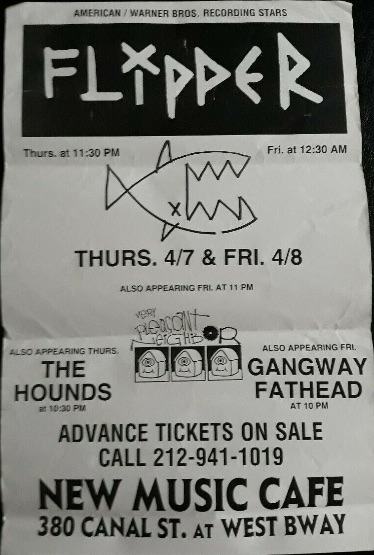 AMERICAN / WARNER BROS. RECORDING STARS
FLIPPER
Thurs. at 11:30 PM
Fri. at 12:30 AM
THURS. 4/7 & FRI. 4/8
ALSO APPEARING FRI. AT 11 PM
VERY
PLEASANT
NEIGHBOR
ALSO APPEARING THURS.
THE
HOUNDS
at 10:30 PM
ALSO APPEARING FRI.
GANGWAY
FATHEAD
AT 10 PM
ADVANCE TICKETS ON SALE
CALL 212-941-1019
NEW MUSIC CAFE
380 CANAL ST. AT WEST BWAY